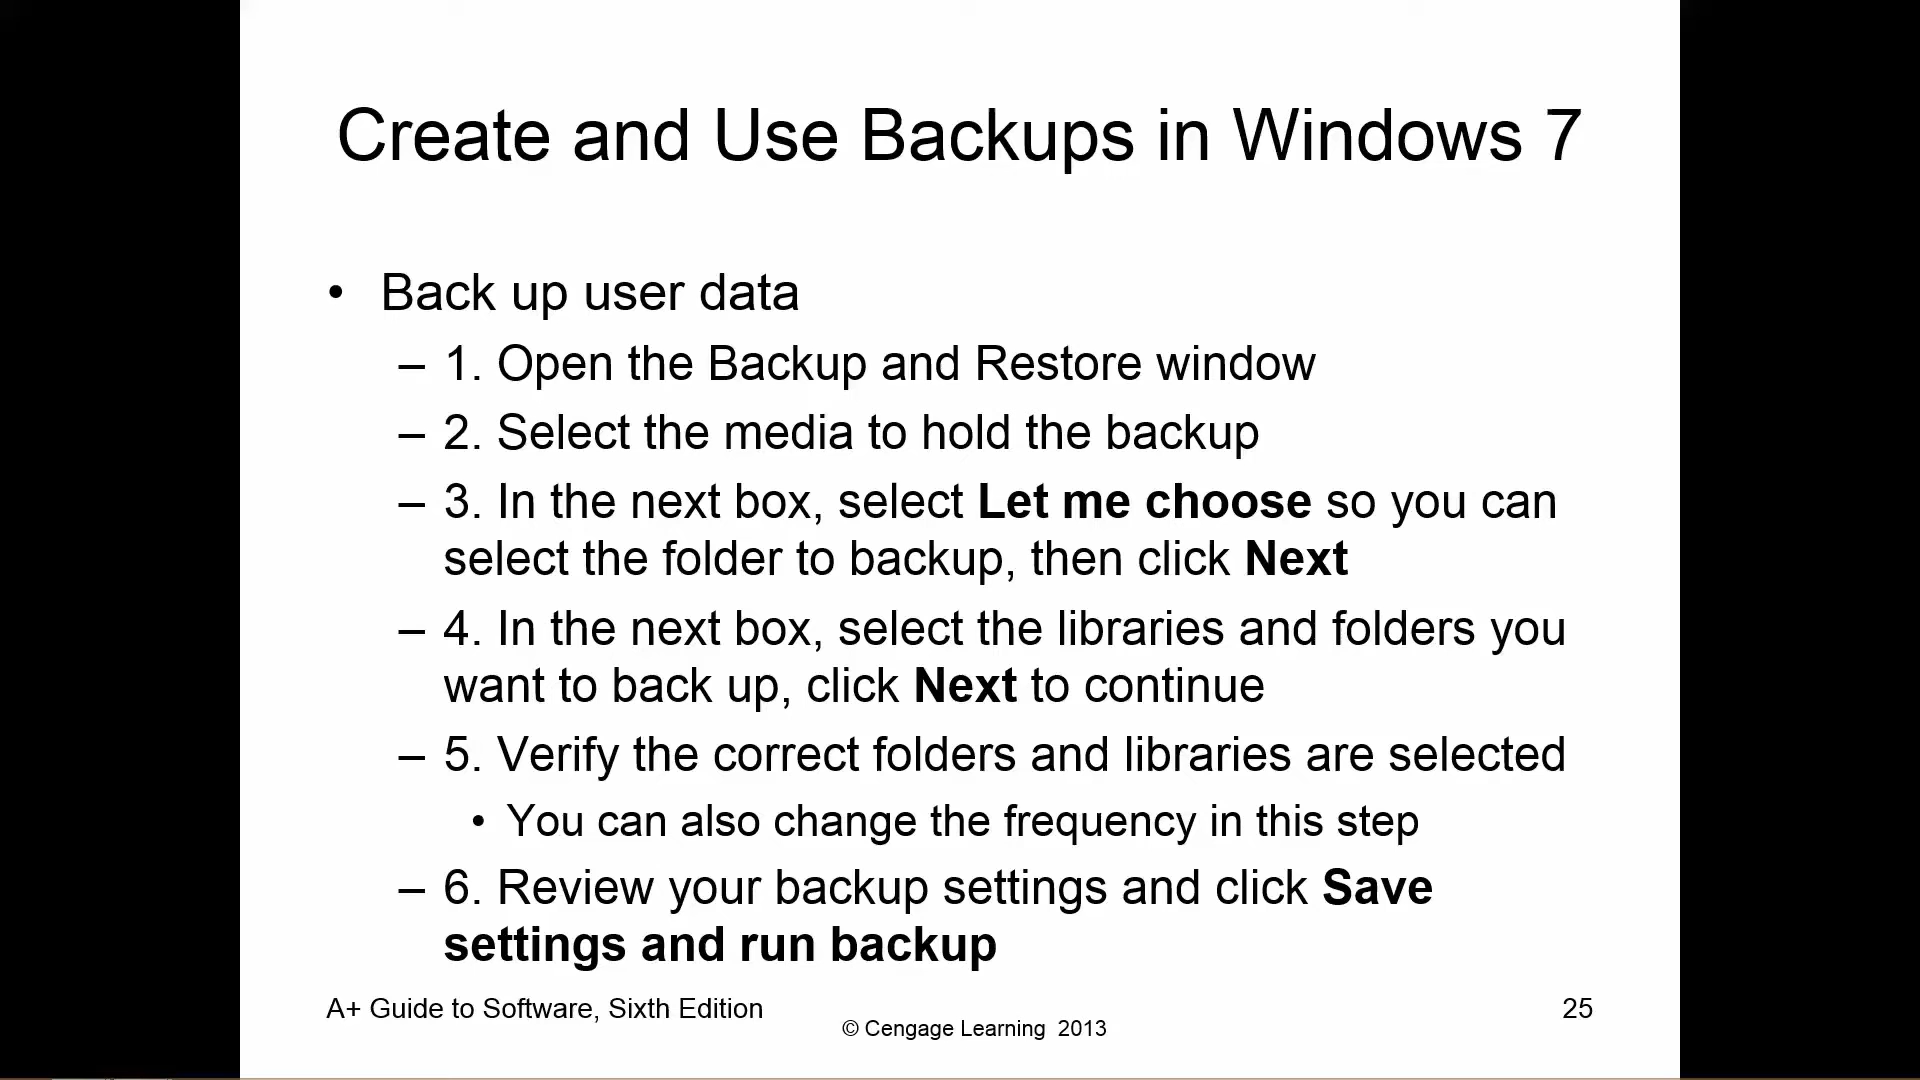 Create and Use Backups in Windows 7
• Back up user data
– 1. Open the Backup and Restore window
– 2. Select the media to hold the backup
– 3. In the next box, select Let me choose so you can
select the folder to backup, then click Next
– 4. In the next box, select the libraries and folders you
want to back up, click Next to continue
– 5. Verify the correct folders and libraries are selected
• You can also change the frequency in this step
– 6. Review your backup settings and click Save
settings and run backup
A+ Guide to Software, Sixth Edition
© Cengage Learning 2013
25